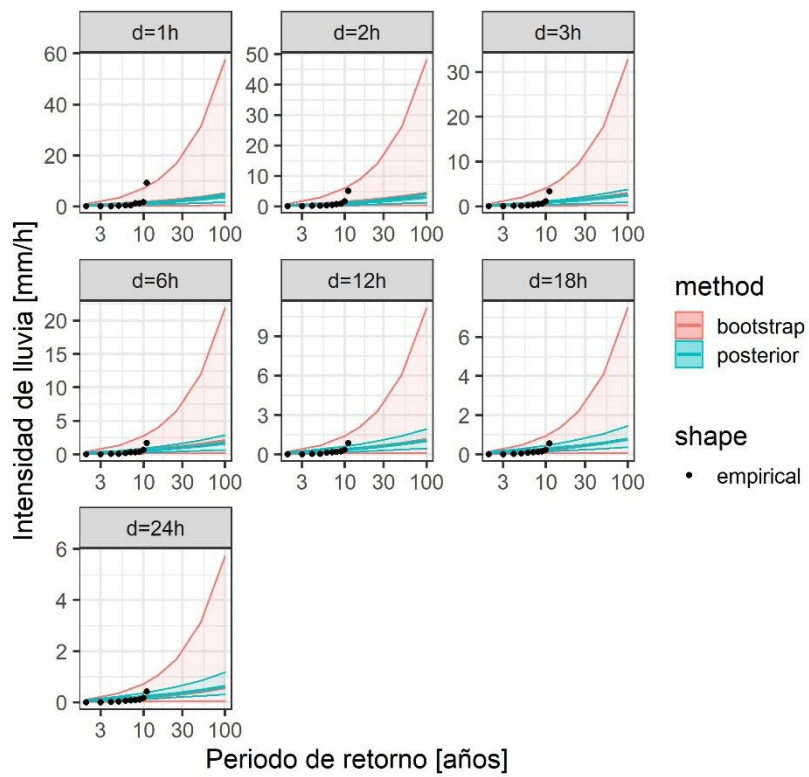 d=1h
d=2h
d=3h
60
40
20
0
50
40
30
20
10
0
30
20
10
0
3 10 30 100
3 10 30 100
3 10 30 100
d=6h
d=12h
d=18h
20
15
10
5
0
9
6
3
0
6
4
2
0
3 10 30 100
3 10 30 100
3 10 30 100
d=24h
6
4
2
0
3 10 30 100
Intensidad de lluvia [mm/h]
Periodo de retorno [años]
method
bootstrap
posterior
shape
empirical